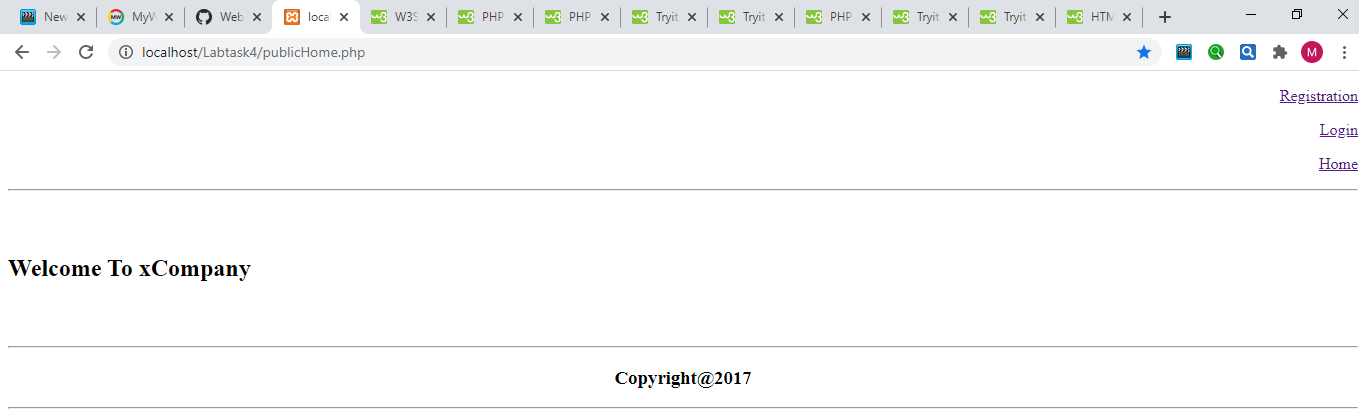 New
MyW
Web
loca
W3S
PHP
PHP
Tryit
Tryit
PHP
Tryit
Tryit
HTM
localhost/Labtask4/publicHome.php
M
Registration
Login
Home
Welcome To xCompany
Copyright@2017